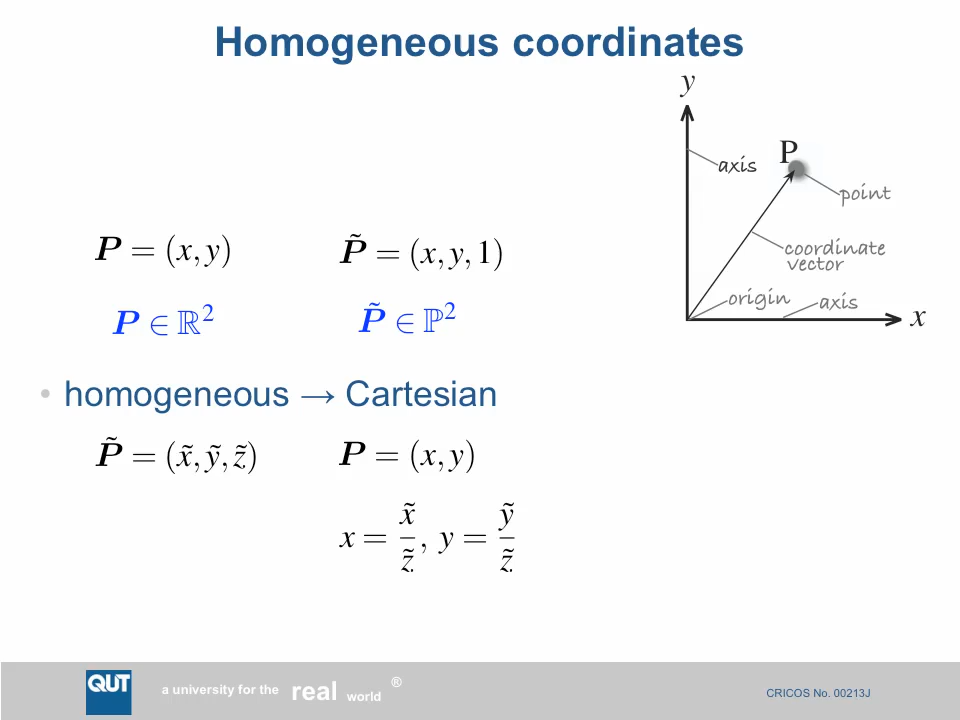 Homogeneous coordinates
y
axis
P
point
coordinate
vector
origin
axis
x
P = (x, y)
P̃ = (x, y, 1)
P ∈ ℝ²
P̃ ∈ ℙ²
• homogeneous → Cartesian
P̃ = (x̃, ỹ, z̃)
P = (x, y)
x = x̃/z̃, y = ỹ/z̃
QUT
a university for the real world ®
CRICOS No. 00213J